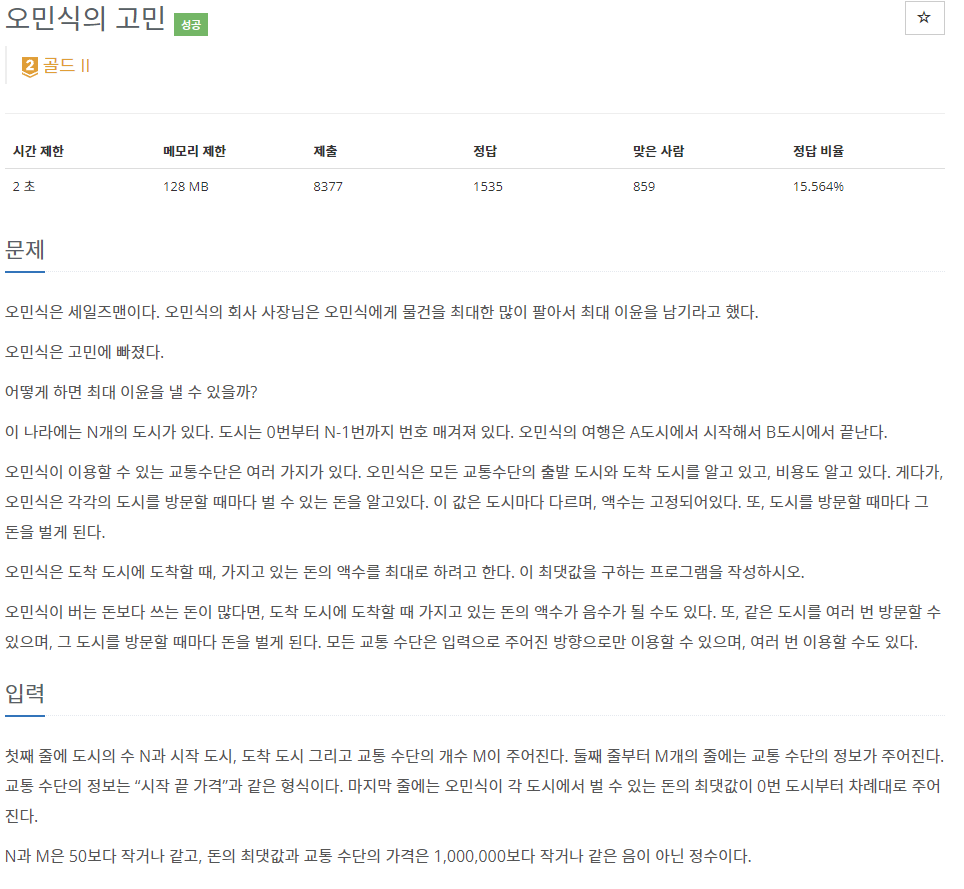 오민식의 고민 성공
☆
2 골드 II
시간 제한 메모리 제한 제출 정답 맞은 사람 정답 비율
2 초 128 MB 8377 1535 859 15.564%
문제
오민식은 세일즈맨이다. 오민식의 회사 사장님은 오민식에게 물건을 최대한 많이 팔아서 최대 이윤을 남기라고 했다.
오민식은 고민에 빠졌다.
어떻게 하면 최대 이윤을 낼 수 있을까?
이 나라에는 N개의 도시가 있다. 도시는 0번부터 N-1번까지 번호 매겨져 있다. 오민식의 여행은 A도시에서 시작해서 B도시에서 끝난다.
오민식이 이용할 수 있는 교통수단은 여러 가지가 있다. 오민식은 모든 교통수단의 출발 도시와 도착 도시를 알고 있고, 비용도 알고 있다. 게다가,
오민식은 각각의 도시를 방문할 때마다 벌 수 있는 돈을 알고있다. 이 값은 도시마다 다르며, 액수는 고정되어있다. 또, 도시를 방문할 때마다 그
돈을 벌게 된다.
오민식은 도착 도시에 도착할 때, 가지고 있는 돈의 액수를 최대로 하려고 한다. 이 최댓값을 구하는 프로그램을 작성하시오.
오민식이 버는 돈보다 쓰는 돈이 많다면, 도착 도시에 도착할 때 가지고 있는 돈의 액수가 음수가 될 수도 있다. 또, 같은 도시를 여러 번 방문할 수
있으며, 그 도시를 방문할 때마다 돈을 벌게 된다. 모든 교통 수단은 입력으로 주어진 방향으로만 이용할 수 있으며, 여러 번 이용할 수도 있다.
입력
첫째 줄에 도시의 수 N과 시작 도시, 도착 도시 그리고 교통 수단의 개수 M이 주어진다. 둘째 줄부터 M개의 줄에는 교통 수단의 정보가 주어진다.
교통 수단의 정보는 “시작 끝 가격”과 같은 형식이다. 마지막 줄에는 오민식이 각 도시에서 벌 수 있는 돈의 최댓값이 0번 도시부터 차례대로 주어
진다.
N과 M은 50보다 작거나 같고, 돈의 최댓값과 교통 수단의 가격은 1,000,000보다 작거나 같은 음이 아닌 정수이다.